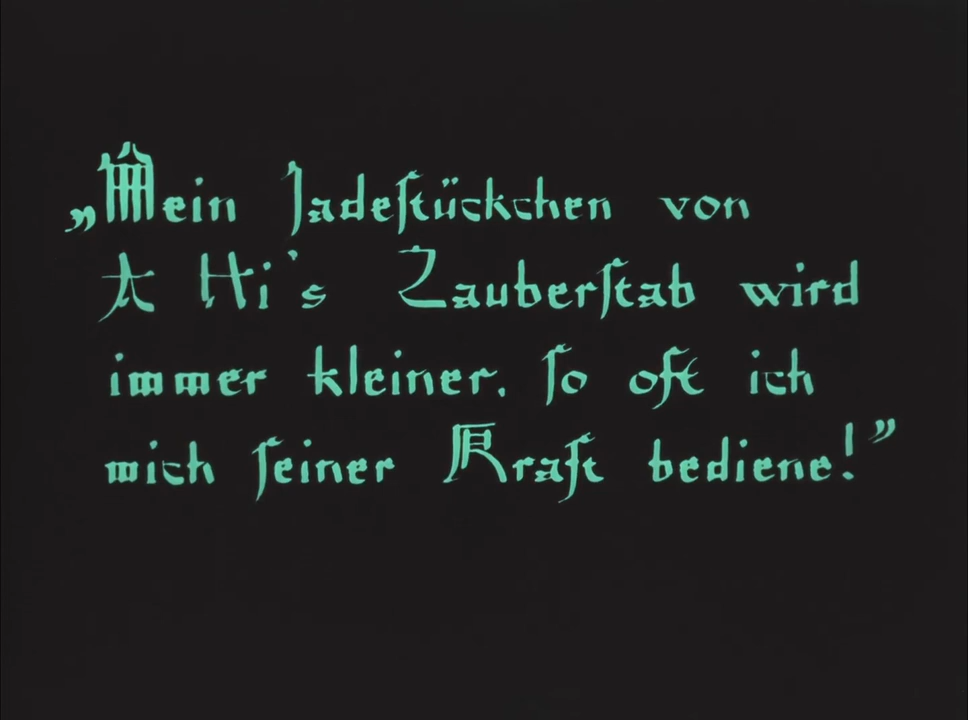 „Mein Jadeſtückchen von
A Hi's Zauberſtab wird
immer kleiner, ſo oft ich
mich ſeiner Kraft bediene!”